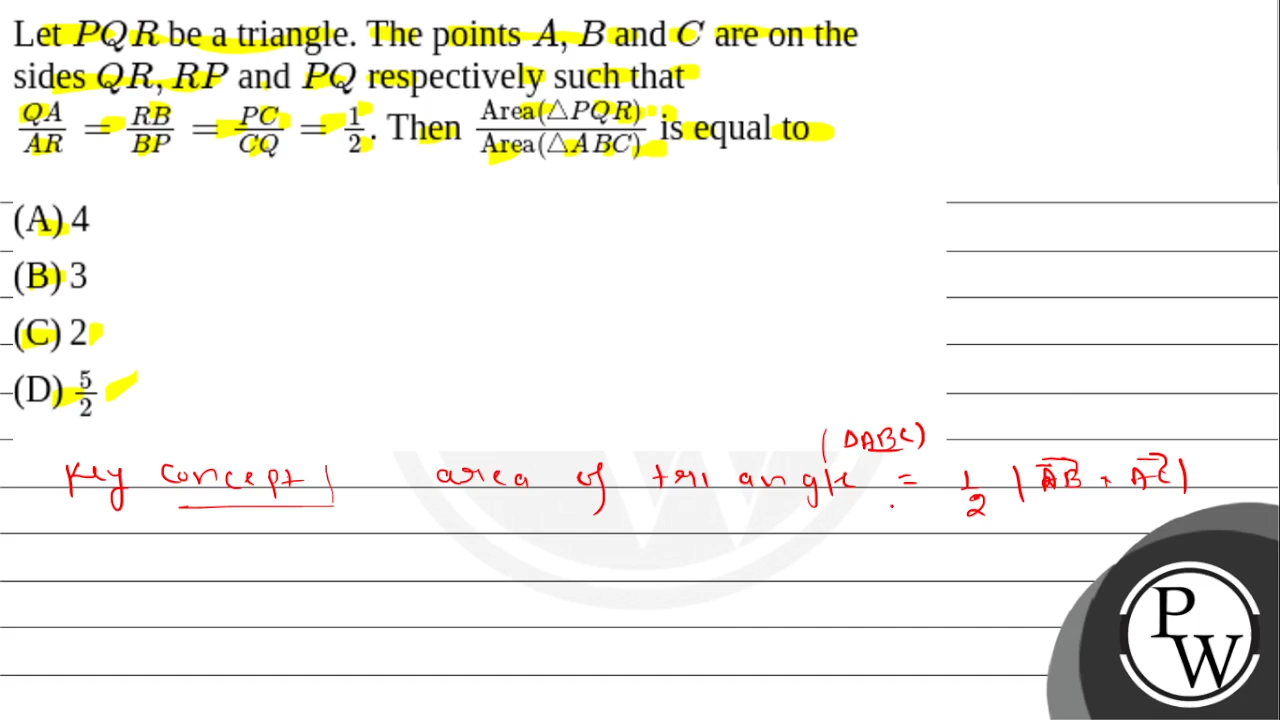 Let PQR be a triangle. The points A, B and C are on the
sides QR, RP and PQ respectively such that
QA/AR = RB/BP = PC/CQ = 1/2. Then Area(△PQR)/Area(△ABC) is equal to
(A) 4
(B) 3
(C) 2
(D) 5/2
Key concept | area of triangle (△ABC) = 1/2 |AB × AC|
PW